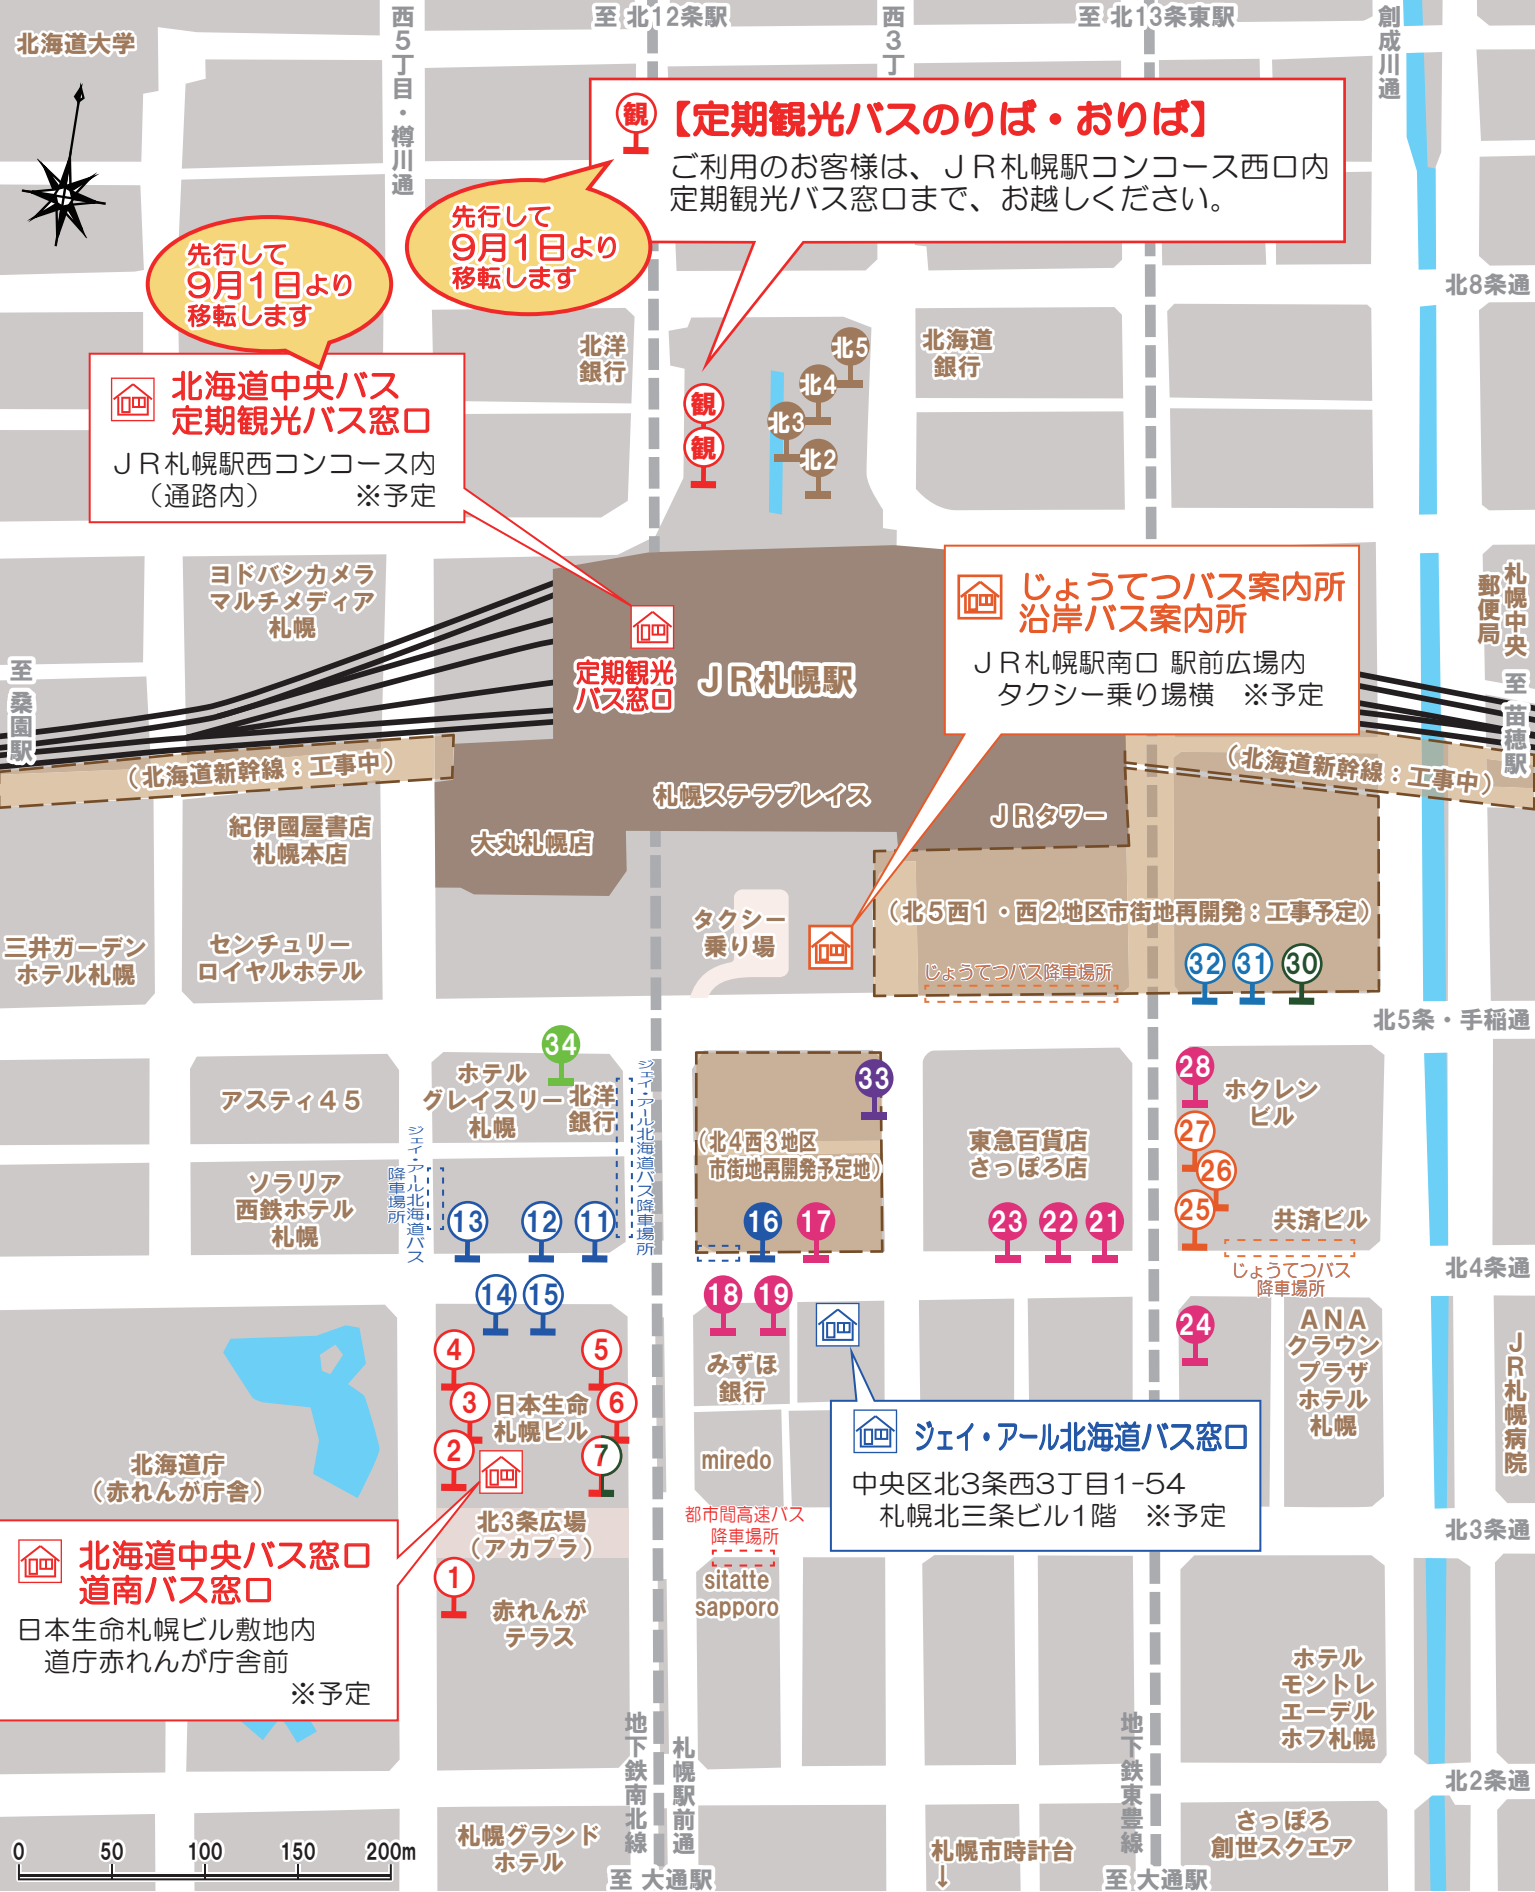 北海道大学
西5丁目・樽川通
至 北12条駅
西3丁
至 北13条東駅
創成川通
観
【定期観光バスのりば・おりば】
ご利用のお客様は、JR札幌駅コンコース西口内
定期観光バス窓口まで、お越しください。
先行して
9月1日より
移転します
先行して
9月1日より
移転します
北8条通
北海道中央バス
定期観光バス窓口
JR札幌駅西コンコース内
（通路内）　※予定
北洋
銀行
観
観
北5
北4
北3
北2
北海道
銀行
ヨドバシカメラ
マルチメディア
札幌
至 桑園駅
定期観光
バス窓口
JR札幌駅
じょうてつバス案内所
沿岸バス案内所
JR札幌駅南口 駅前広場内
タクシー乗り場横　※予定
札幌中央
郵便局
至 苗穂駅
（北海道新幹線：工事中）
（北海道新幹線：工事中）
札幌ステラプレイス
JRタワー
大丸札幌店
紀伊國屋書店
札幌本店
タクシー
乗り場
（北5西1・西2地区市街地再開発：工事予定）
じょうてつバス降車場所
32
31
30
三井ガーデン
ホテル札幌
センチュリー
ロイヤルホテル
北5条・手稲通
アスティ45
34
ホテル
グレイスリー
札幌
北洋
銀行
ジェイ・アール北海道バス降車場所
33
（北4西3地区
市街地再開発予定地）
東急百貨店
さっぽろ店
28
ホクレン
ビル
27
26
25
共済ビル
ソラリア
西鉄ホテル
札幌
ジェイ・アール北海道バス
降車場所
13
12
11
16
17
23
22
21
じょうてつバス
降車場所
北4条通
14
15
18
19
24
4
5
3
6
2
7
日本生命
札幌ビル
みずほ
銀行
miredo
ANA
クラウン
プラザ
ホテル
札幌
JR札幌病院
ジェイ・アール北海道バス窓口
中央区北3条西3丁目1-54
札幌北三条ビル1階　※予定
北海道庁
（赤れんが庁舎）
北3条広場
（アカプラ）
都市間高速バス
降車場所
sitatte
sapporo
北3条通
北海道中央バス窓口
道南バス窓口
日本生命札幌ビル敷地内
道庁赤れんが庁舎前
※予定
1
赤れんが
テラス
ホテル
モントレ
エーデル
ホフ札幌
地下鉄南北線
札幌駅前通
地下鉄東豊線
北2条通
0 50 100 150 200m
札幌グランド
ホテル
至 大通駅
札幌市時計台
↓
至 大通駅
さっぽろ
創世スクエア